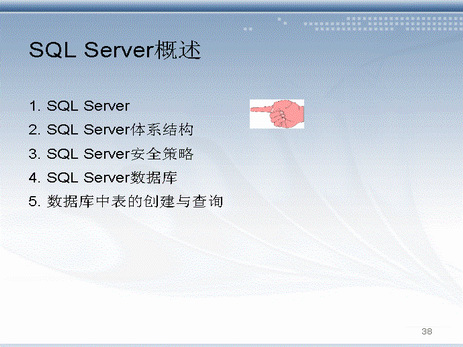 SQL Server概述
1. SQL Server
2. SQL Server体系结构
3. SQL Server安全策略
4. SQL Server数据库
5. 数据库中表的创建与查询
38